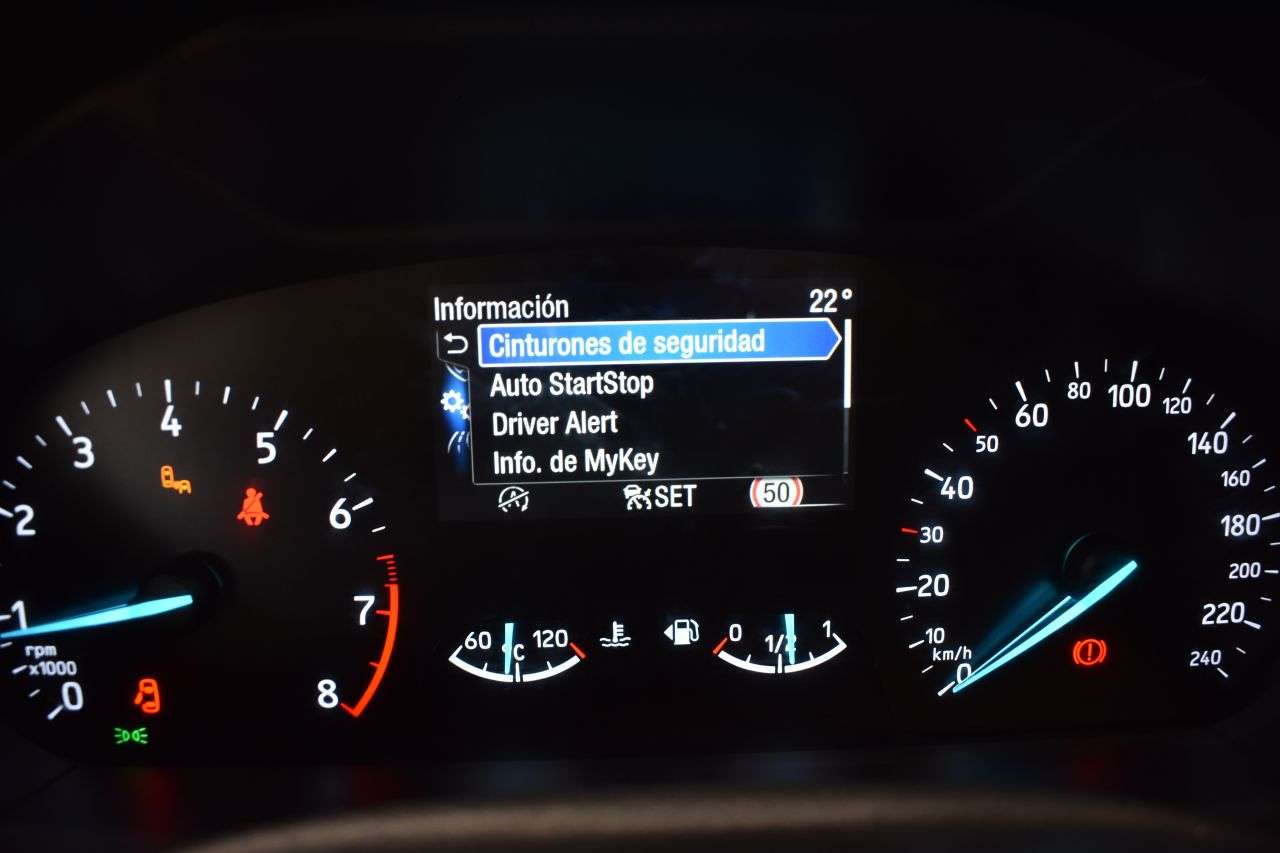 Información 22°
Cinturones de seguridad
Auto StartStop
Driver Alert
Info. de MyKey
SET 50
0 1 2 3 4 5 6 7 8
rpm
x1000
60 °C 120
0 1/2 1
0 10 20 30 40 50 60 80 100 120 140 160 180 200 220 240
km/h